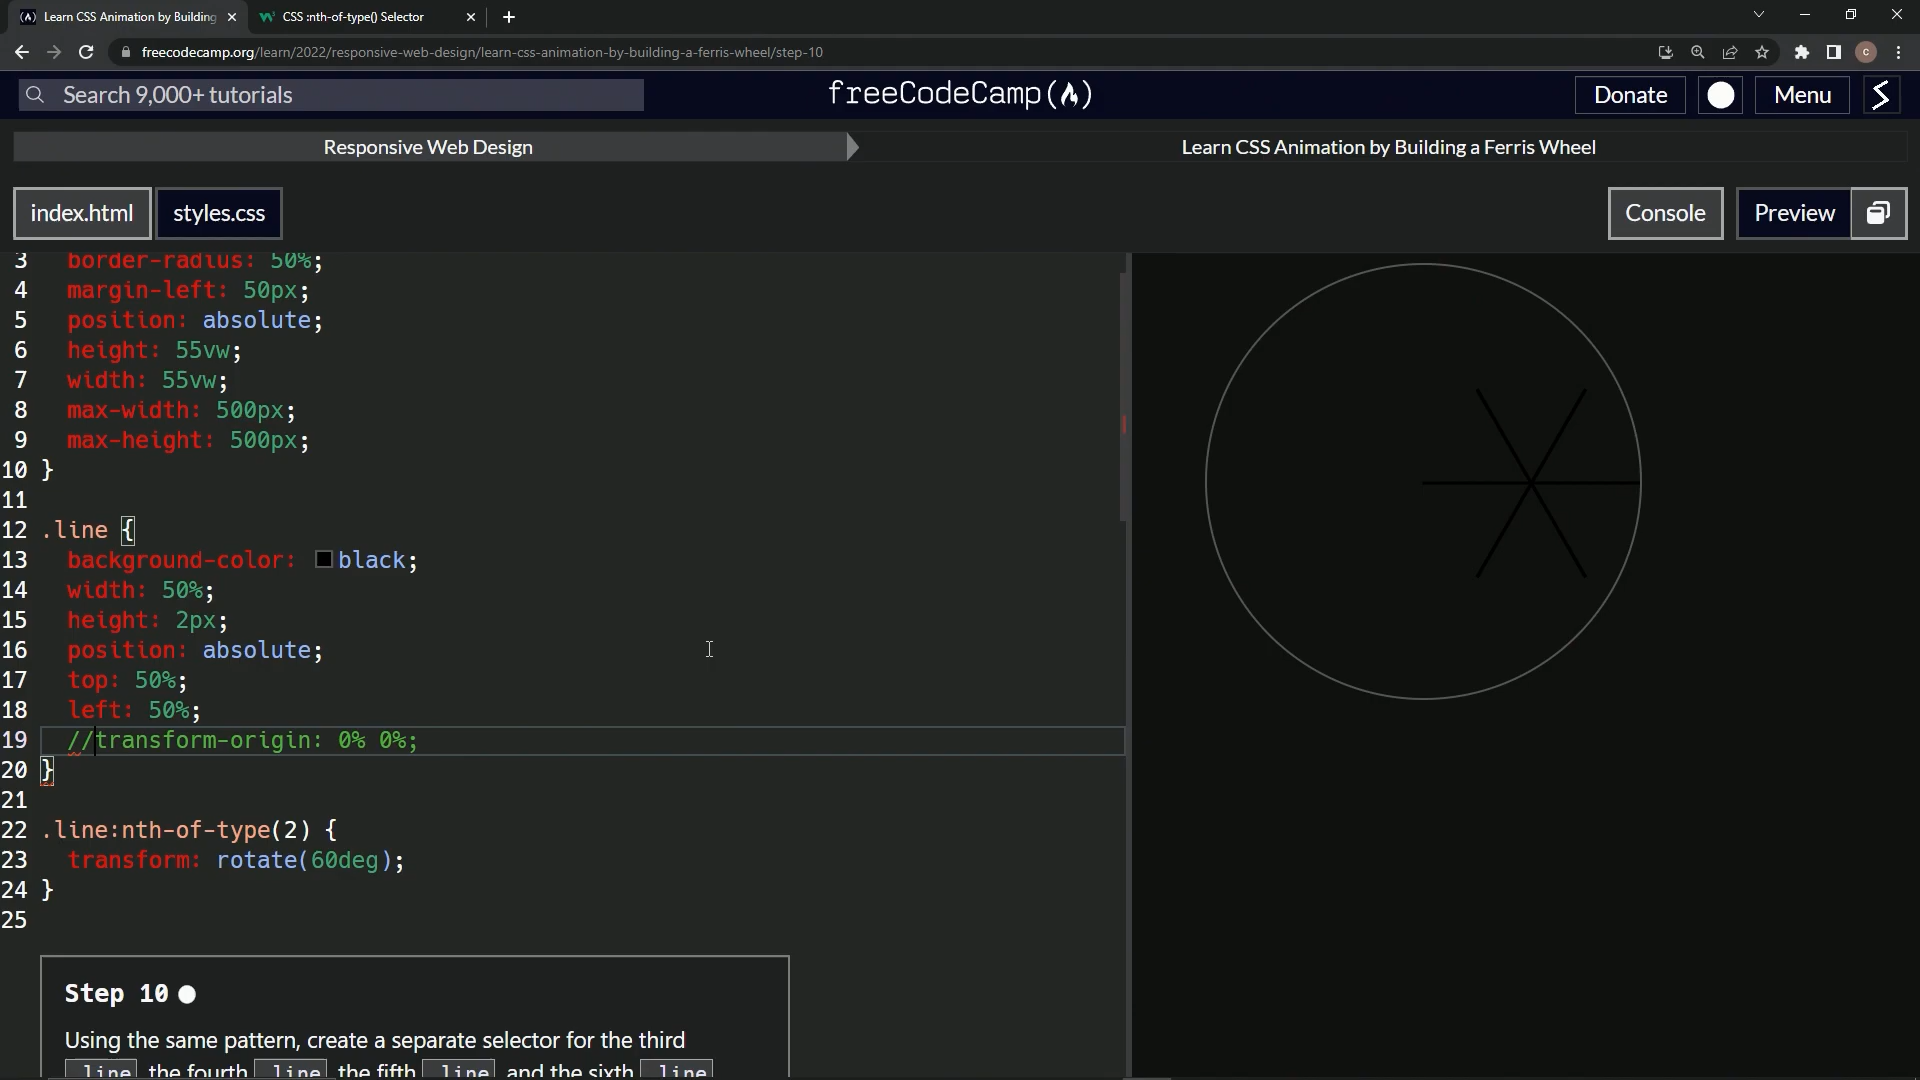 Learn CSS Animation by Building
CSS :nth-of-type() Selector
freecodecamp.org/learn/2022/responsive-web-design/learn-css-animation-by-building-a-ferris-wheel/step-10
C
Search 9,000+ tutorials
freeCodeCamp
Donate
Menu
Responsive Web Design
Learn CSS Animation by Building a Ferris Wheel
index.html
styles.css
Console
Preview
3 border-radius: 50%;
4 margin-left: 50px;
5 position: absolute;
6 height: 55vw;
7 width: 55vw;
8 max-width: 500px;
9 max-height: 500px;
10 }
11
12 .line {
13 background-color: black;
14 width: 50%;
15 height: 2px;
16 position: absolute;
17 top: 50%;
18 left: 50%;
19 //transform-origin: 0% 0%;
20 }
21
22 .line:nth-of-type(2) {
23 transform: rotate(60deg);
24 }
25
Step 10
Using the same pattern, create a separate selector for the third
.line the fourth .line the fifth .line and the sixth .line